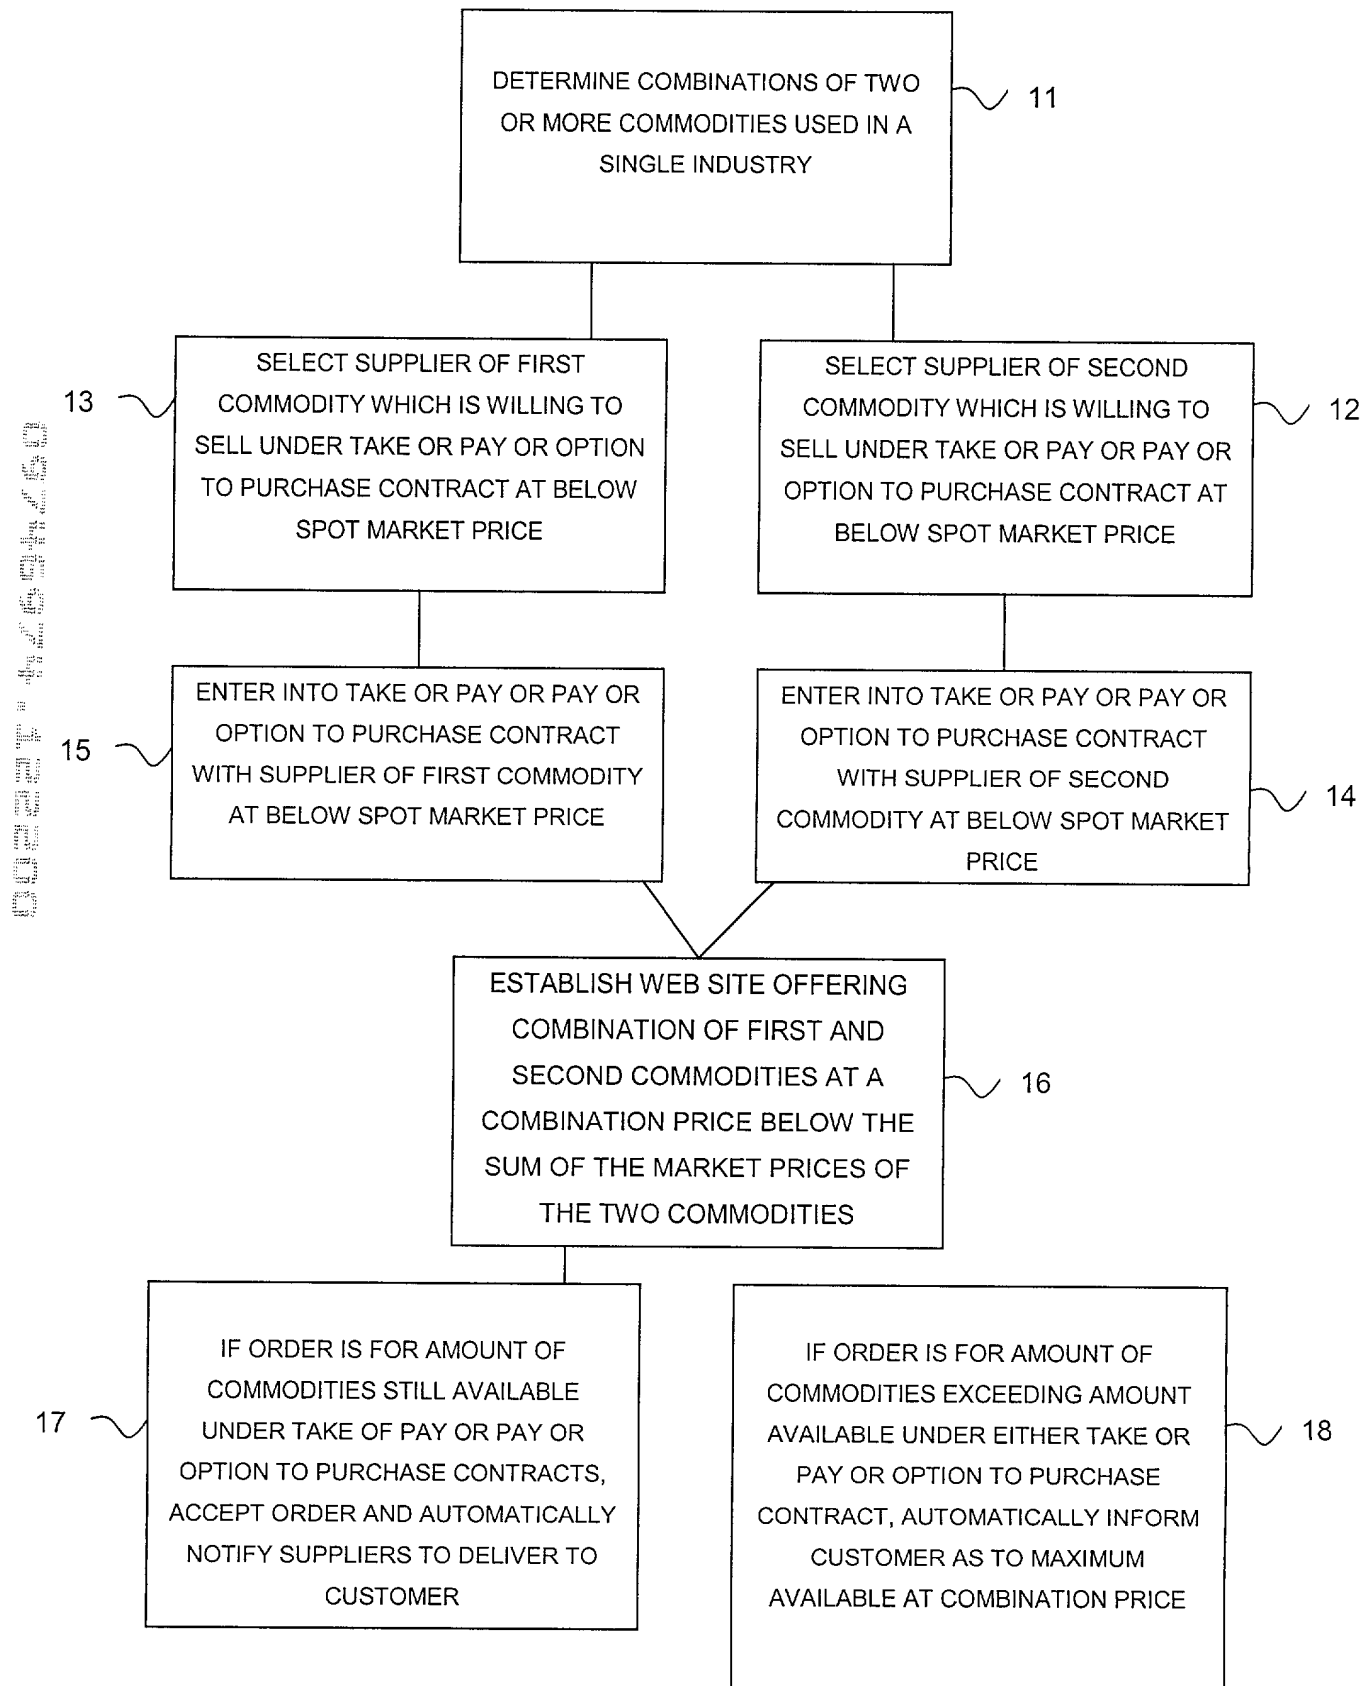 DETERMINE COMBINATIONS OF TWO
OR MORE COMMODITIES USED IN A
SINGLE INDUSTRY
11
SELECT SUPPLIER OF FIRST
COMMODITY WHICH IS WILLING TO
SELL UNDER TAKE OR PAY OR OPTION
TO PURCHASE CONTRACT AT BELOW
SPOT MARKET PRICE
13
SELECT SUPPLIER OF SECOND
COMMODITY WHICH IS WILLING TO
SELL UNDER TAKE OR PAY OR PAY OR
OPTION TO PURCHASE CONTRACT AT
BELOW SPOT MARKET PRICE
12
ENTER INTO TAKE OR PAY OR PAY OR
OPTION TO PURCHASE CONTRACT
WITH SUPPLIER OF FIRST COMMODITY
AT BELOW SPOT MARKET PRICE
15
ENTER INTO TAKE OR PAY OR PAY OR
OPTION TO PURCHASE CONTRACT
WITH SUPPLIER OF SECOND
COMMODITY AT BELOW SPOT MARKET
PRICE
14
ESTABLISH WEB SITE OFFERING
COMBINATION OF FIRST AND
SECOND COMMODITIES AT A
COMBINATION PRICE BELOW THE
SUM OF THE MARKET PRICES OF
THE TWO COMMODITIES
16
IF ORDER IS FOR AMOUNT OF
COMMODITIES STILL AVAILABLE
UNDER TAKE OF PAY OR PAY OR
OPTION TO PURCHASE CONTRACTS,
ACCEPT ORDER AND AUTOMATICALLY
NOTIFY SUPPLIERS TO DELIVER TO
CUSTOMER
17
IF ORDER IS FOR AMOUNT OF
COMMODITIES EXCEEDING AMOUNT
AVAILABLE UNDER EITHER TAKE OR
PAY OR OPTION TO PURCHASE
CONTRACT, AUTOMATICALLY INFORM
CUSTOMER AS TO MAXIMUM
AVAILABLE AT COMBINATION PRICE
18